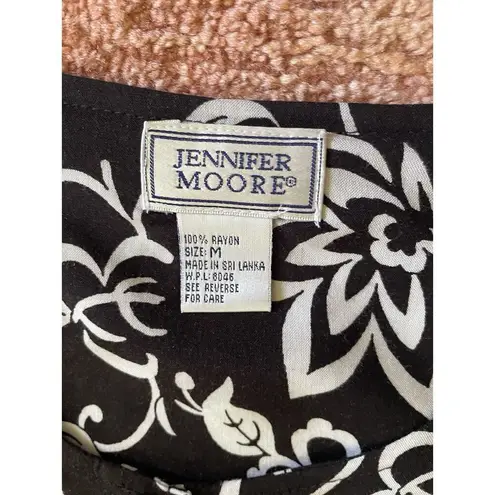 JENNIFER
MOORE®
100% RAYON
SIZE: M
MADE IN SRI LANKA
W.P.L: 8046
SEE REVERSE
FOR CARE